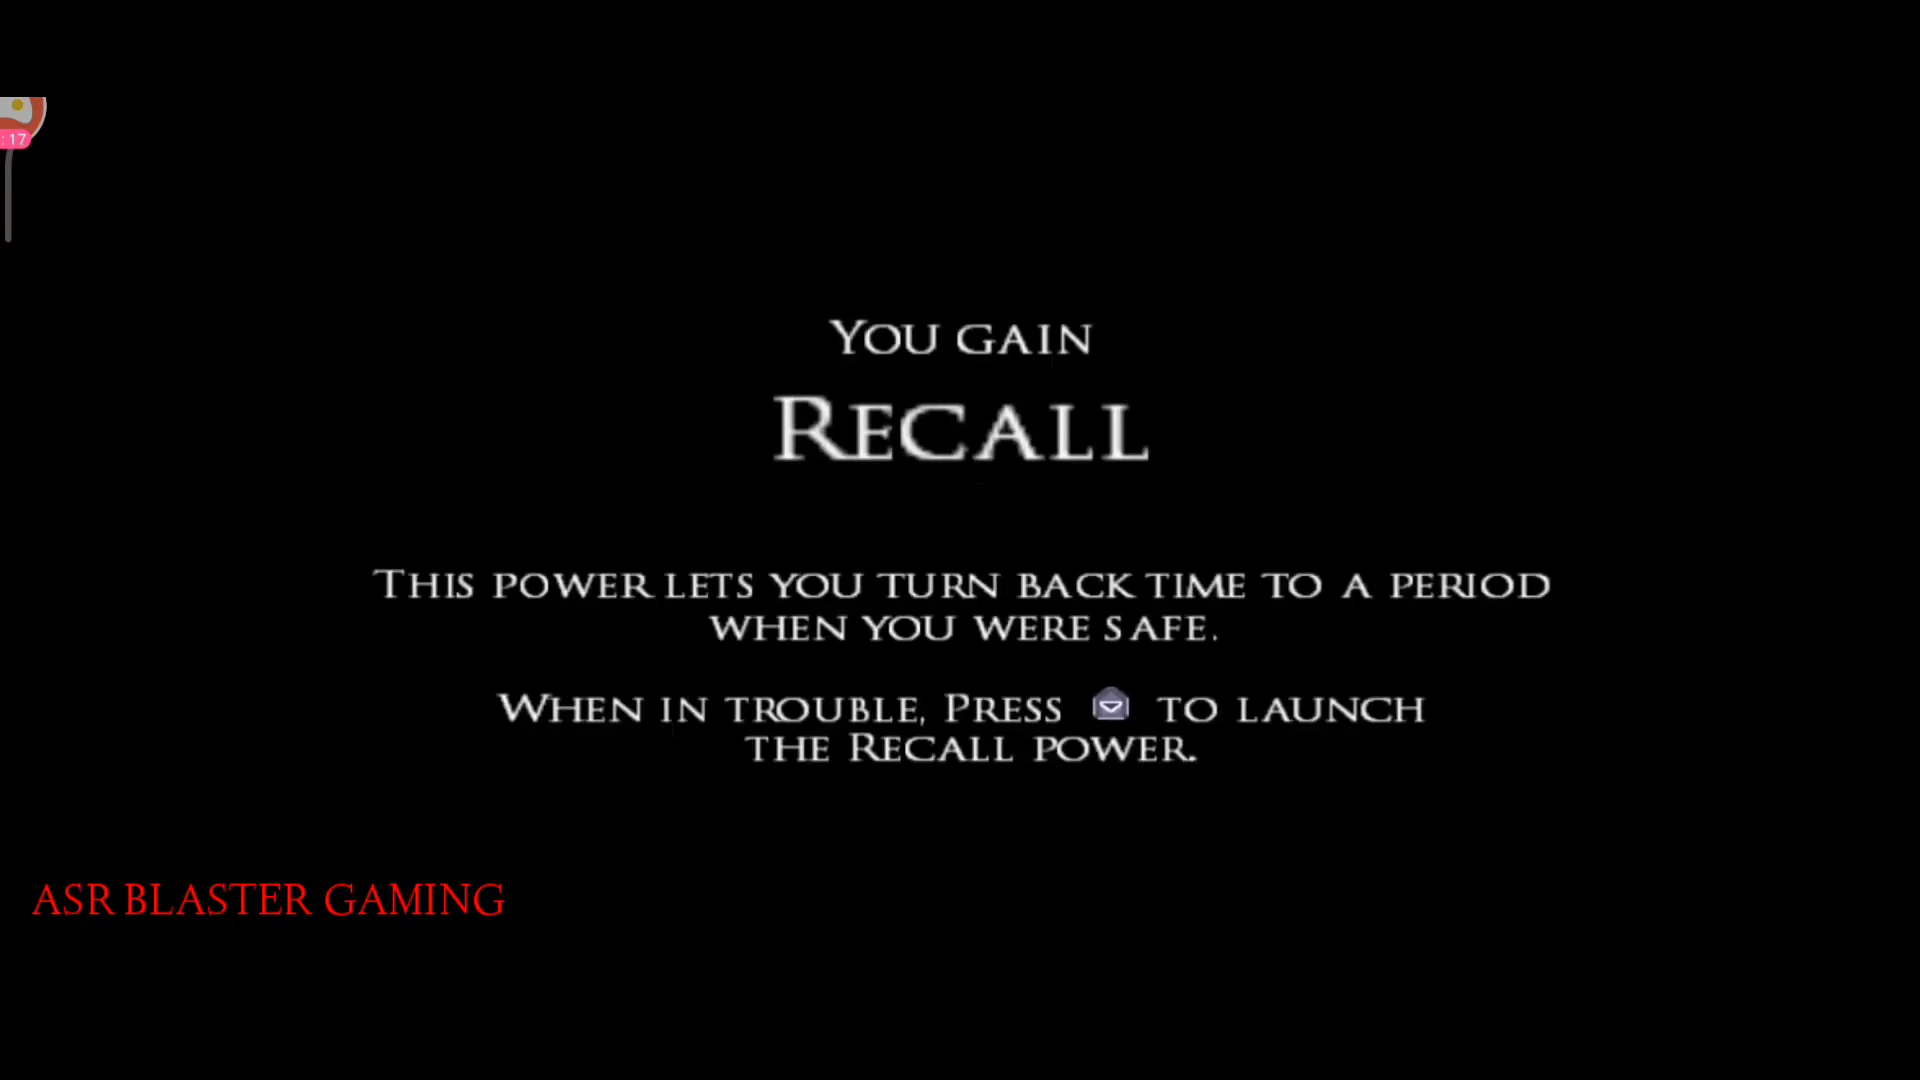 : 17
YOU GAIN
RECALL
THIS POWER LETS YOU TURN BACK TIME TO A PERIOD
WHEN YOU WERE SAFE.
WHEN IN TROUBLE, PRESS TO LAUNCH
THE RECALL POWER.
ASR BLASTER GAMING